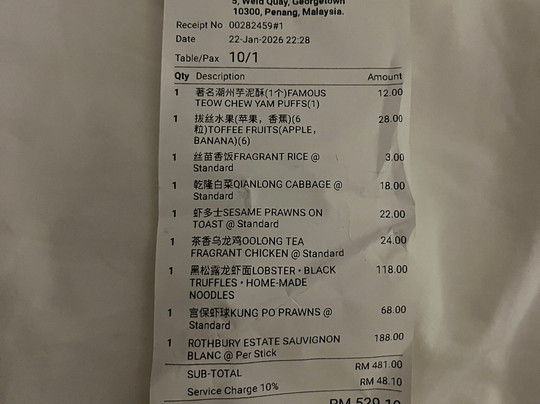 5, Weld Quay, Georgetown
10300, Penang, Malaysia.
Receipt No 00282459#1
Date 22-Jan-2026 22:28
Table/Pax 10/1
Qty Description Amount
1 著名潮州芋泥酥(1个)FAMOUS 12.00
TEOW CHEW YAM PUFFS(1)
1 拔丝水果(苹果，香蕉)(6 28.00
粒)TOFFEE FRUITS(APPLE,
BANANA)(6)
1 丝苗香饭FRAGRANT RICE @ 3.00
Standard
1 乾隆白菜QIANLONG CABBAGE @ 18.00
Standard
1 虾多士SESAME PRAWNS ON 22.00
TOAST @ Standard
1 茶香乌龙鸡OOLONG TEA 24.00
FRAGRANT CHICKEN @ Standard
1 黑松露龙虾面LOBSTER・BLACK 118.00
TRUFFLES・HOME-MADE
NOODLES
1 宫保虾球KUNG PO PRAWNS @ 68.00
Standard
1 ROTHBURY ESTATE SAUVIGNON 188.00
BLANC @ Per Stick
SUB-TOTAL RM 481.00
Service Charge 10% RM 48.10
RM 529.10